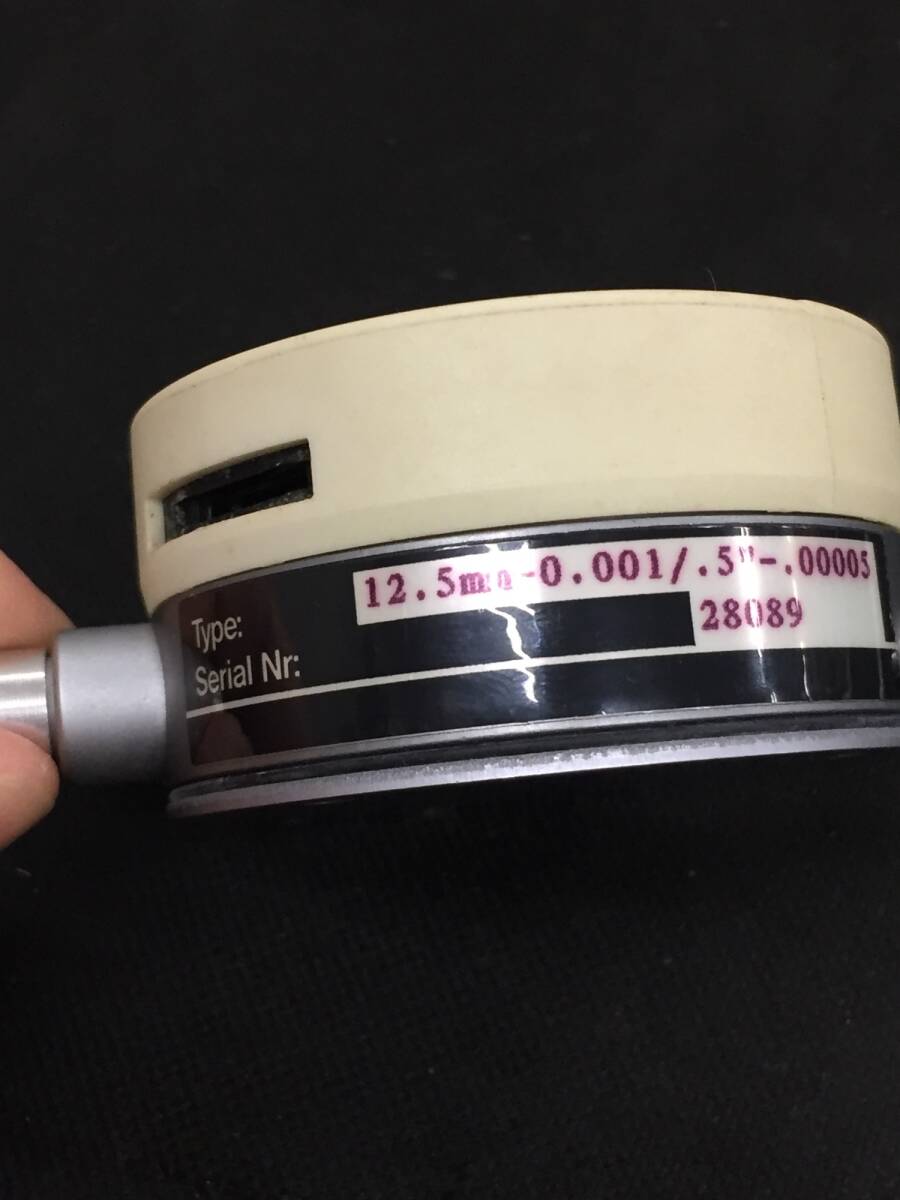 Type: 12.5mm-0.001/.5"-.00005
Serial Nr: 28089